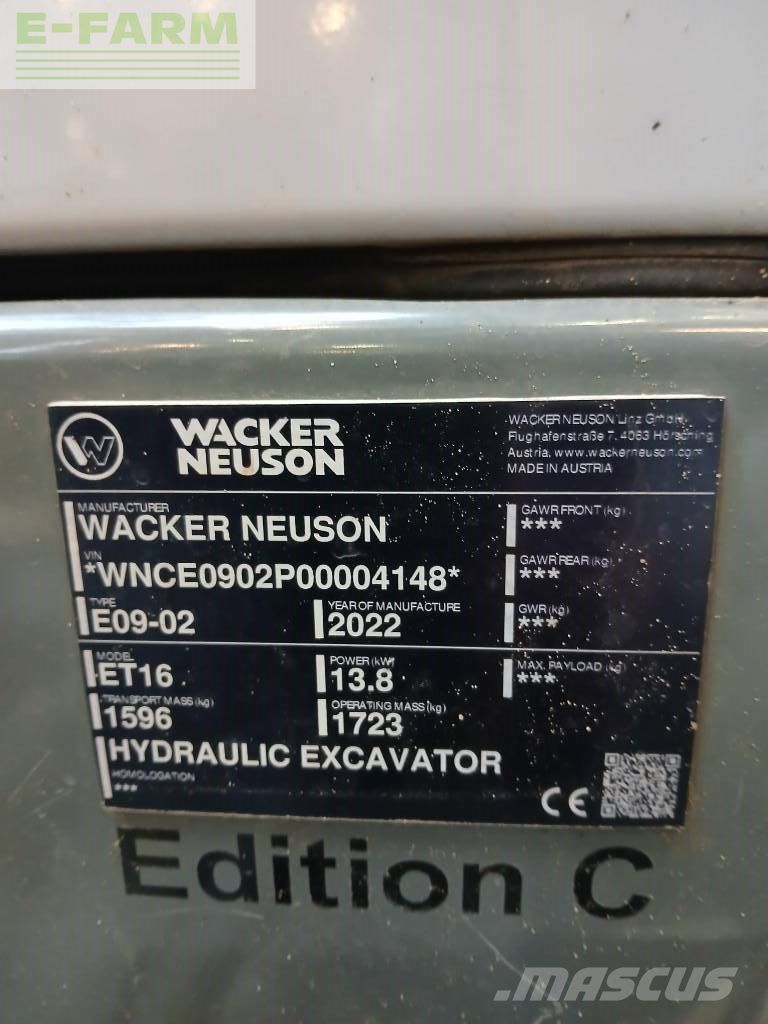 E-FARM
W
WACKER
NEUSON
WACKER NEUSON Linz GmbH
Flughafenstraße 7, 4063 Hörsching
Austria, www.wackerneuson.com
MADE IN AUSTRIA
MANUFACTURER
WACKER NEUSON
VIN
*WNCE0902P00004148*
TYPE
E09-02
YEAR OF MANUFACTURE
2022
MODEL
ET16
POWER (kW)
13.8
TRANSPORT MASS (kg)
1596
OPERATING MASS (kg)
1723
HYDRAULIC EXCAVATOR
HOMOLOGATION
***
GAWR FRONT (kg)
***
GAWR REAR (kg)
***
GWR (kg)
***
MAX. PAYLOAD (kg)
***
CE
Edition C
MASCUS